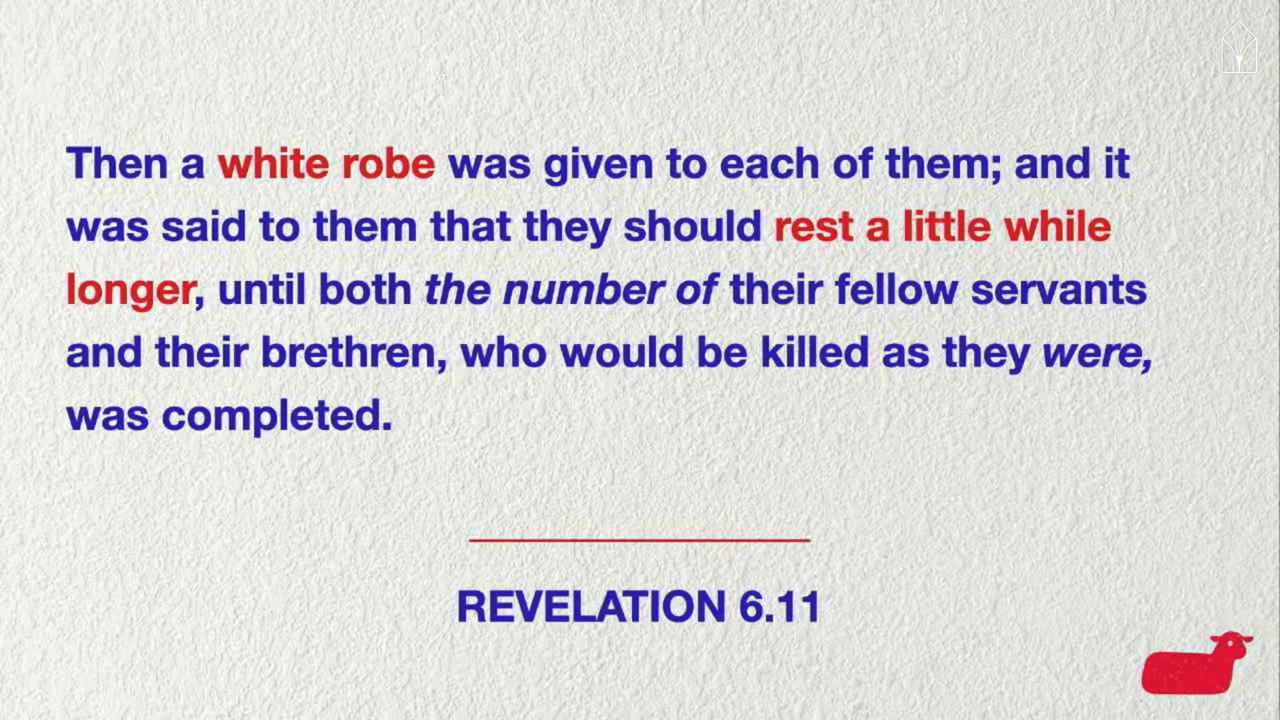 Then a white robe was given to each of them; and it
was said to them that they should rest a little while
longer, until both the number of their fellow servants
and their brethren, who would be killed as they were,
was completed.
REVELATION 6.11